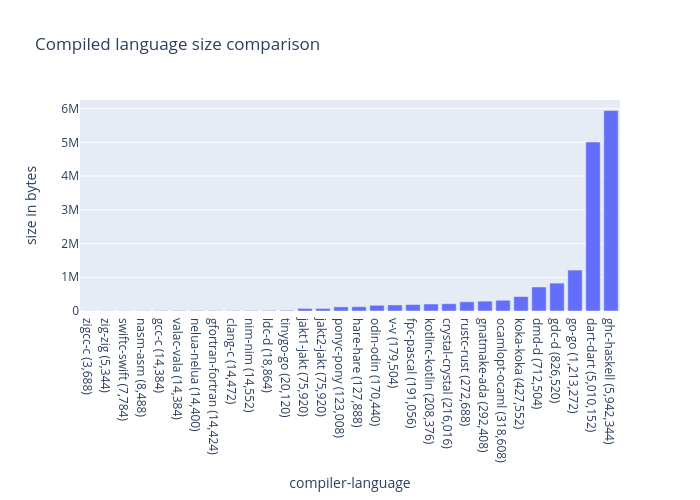 Compiled language size comparison
6M
5M
4M
3M
2M
1M
0
size in bytes
zigcc-c (3,688)
zig-zig (5,344)
swiftc-swift (7,784)
nasm-asm (8,488)
gcc-c (14,384)
valac-vala (14,384)
nelua-nelua (14,400)
gfortran-fortran (14,424)
clang-c (14,472)
nim-nim (14,552)
ldc-d (18,864)
tinygo-go (20,120)
jakt1-jakt (75,920)
jakt2-jakt (75,920)
ponyc-pony (123,008)
hare-hare (127,888)
odin-odin (170,440)
v-v (179,504)
fpc-pascal (191,056)
kotlinc-kotlin (208,376)
crystal-crystal (216,016)
rustc-rust (272,688)
gnatmake-ada (292,408)
ocamlopt-ocaml (318,608)
koka-koka (427,552)
dmd-d (712,504)
gdc-d (826,520)
go-go (1,213,272)
dart-dart (5,010,152)
ghc-haskell (5,942,344)
compiler-language